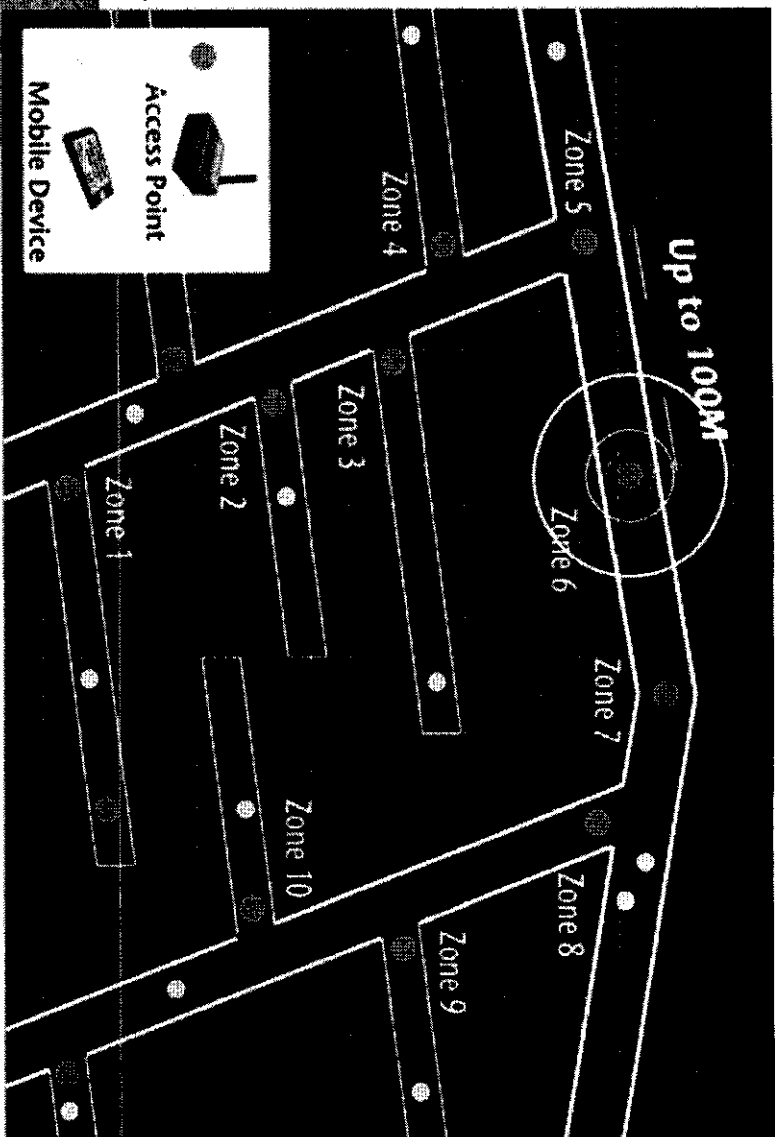 Up to 100M
Zone 5
Zone 4
Zone 3
Zone 2
Zone 1
Zone 6
Zone 7
Zone 8
Zone 9
Zone 10
Access Point
Mobile Device